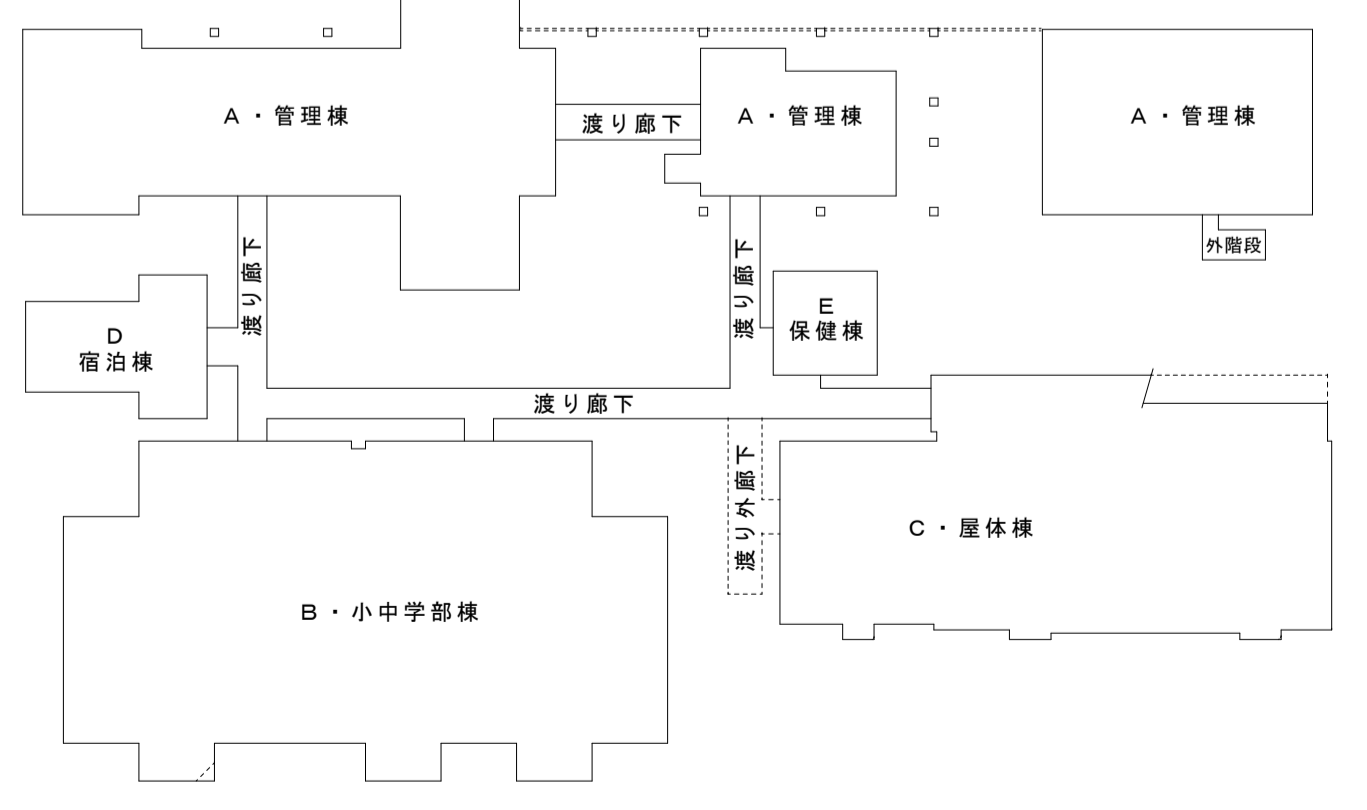 A・管理棟
渡り廊下
A・管理棟
A・管理棟
外階段
渡り廊下
渡り廊下
D
宿泊棟
E
保健棟
渡り廊下
渡り外廊下
C・屋体棟
B・小中学部棟